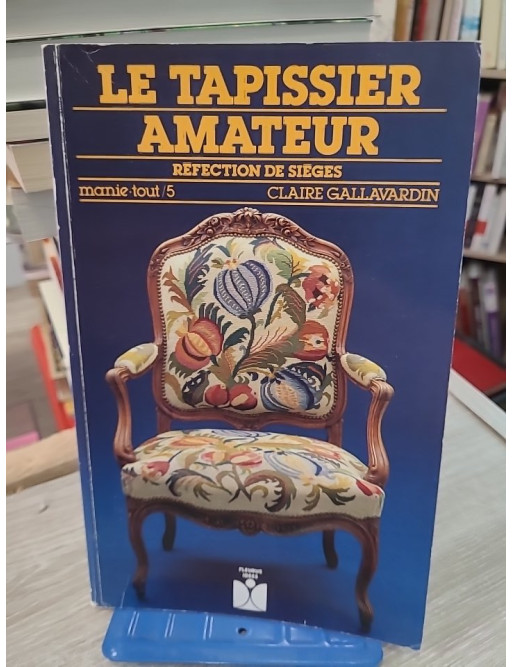 LE TAPISSIER
AMATEUR
RÉFECTION DE SIÈGES
manie·tout/5 CLAIRE GALLAVARDIN
FLEURUS
IDÉES